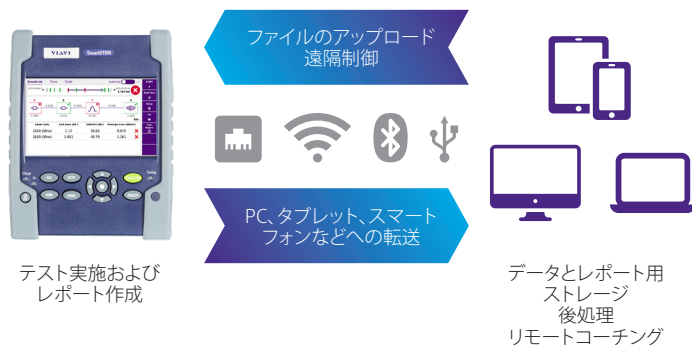 VIAVI
SmartOTDR
ファイルのアップロード
遠隔制御
PC、タブレット、スマート
フォンなどへの転送
テスト実施および
レポート作成
データとレポート用
ストレージ
後処理
リモートコーチング